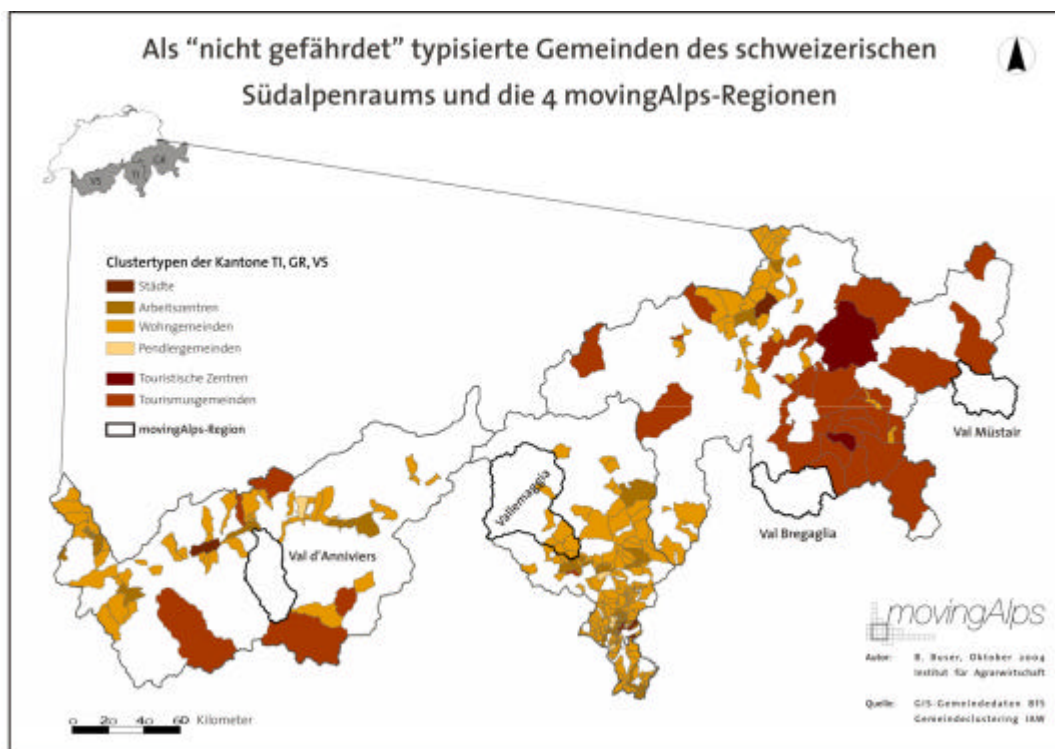 Als “nicht gefährdet” typisierte Gemeinden des schweizerischen
Südalpenraums und die 4 movingAlps-Regionen
VS
TI
GR
Clustertypen der Kantone TI, GR, VS
Städte
Arbeitszentren
Wohngemeinden
Pendlergemeinden
Touristische Zentren
Tourismusgemeinden
movingAlps-Region
Val Müstair
Vallemaggia
Val Bregaglia
Val d'Anniviers
movingAlps
Autor: B. Buser, Oktober 2004
Institut für Agrarwirtschaft
Quelle: GIS-Gemeindedaten BfS
Gemeindeclustering IAW
0 20 40 60 Kilometer